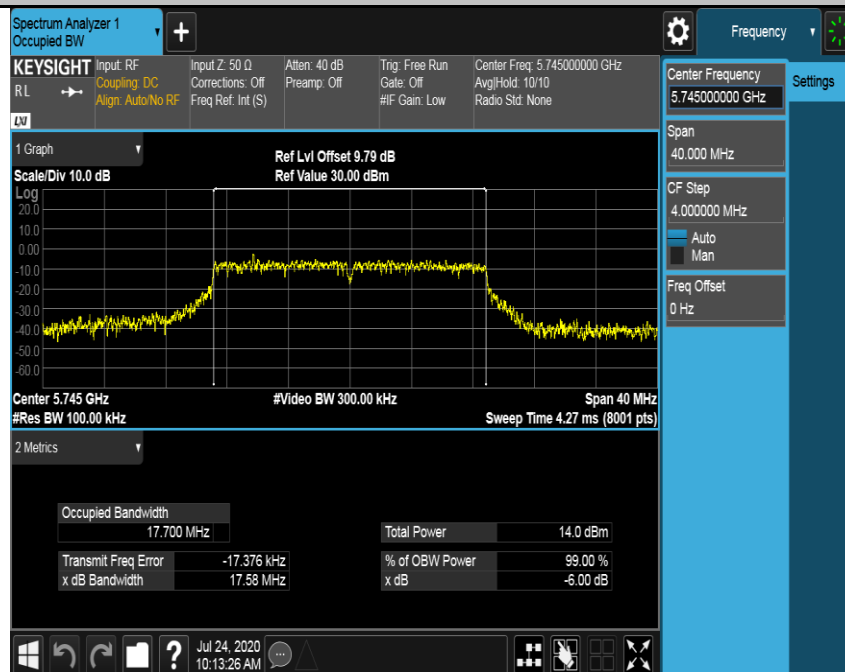 Spectrum Analyzer 1
Occupied BW
+
Frequency
KEYSIGHT
RL
LXI
Input: RF
Coupling: DC
Align: Auto/No RF
Input Z: 50 Ω
Corrections: Off
Freq Ref: Int (S)
Atten: 40 dB
Preamp: Off
Trig: Free Run
Gate: Off
#IF Gain: Low
Center Freq: 5.745000000 GHz
Avg|Hold: 10/10
Radio Std: None
Center Frequency
5.745000000 GHz
Settings
Span
40.000 MHz
CF Step
4.000000 MHz
Auto
Man
Freq Offset
0 Hz
1 Graph
Scale/Div 10.0 dB
Ref Lvl Offset 9.79 dB
Ref Value 30.00 dBm
Log
20.0
10.0
0.00
-10.0
-20.0
-30.0
-40.0
-50.0
-60.0
Center 5.745 GHz
#Video BW 300.00 kHz
Span 40 MHz
#Res BW 100.00 kHz
Sweep Time 4.27 ms (8001 pts)
2 Metrics
Occupied Bandwidth
17.700 MHz
Total Power 14.0 dBm
Transmit Freq Error -17.376 kHz
% of OBW Power 99.00 %
x dB Bandwidth 17.58 MHz
x dB -6.00 dB
?
Jul 24, 2020
10:13:26 AM